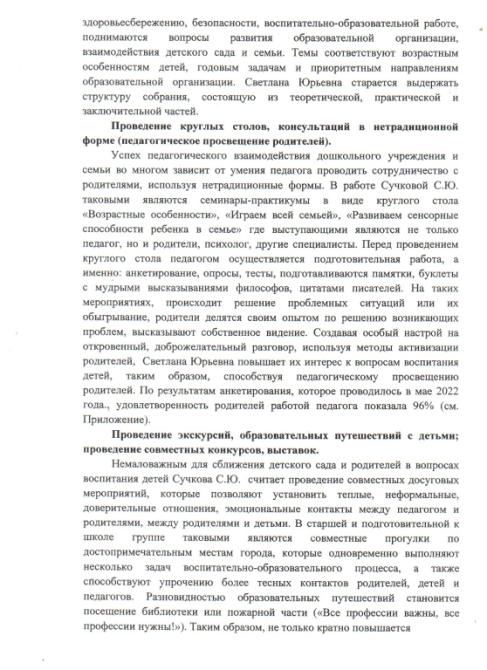 здоровьесбережению, безопасности, воспитательно-образовательной работе,
поднимаются вопросы развития образовательной организации,
взаимодействия детского сада и семьи. Темы соответствуют возрастным
особенностям детей, годовым задачам и приоритетным направлениям
образовательной организации. Светлана Юрьевна старается выдержать
структуру собрания, состоящую из теоретической, практической и
заключительной частей.
Проведение круглых столов, консультаций в нетрадиционной
форме (педагогическое просвещение родителей).
Успех педагогического взаимодействия дошкольного учреждения и
семьи во многом зависит от умения педагога проводить сотрудничество с
родителями, используя нетрадиционные формы. В работе Сучковой С.Ю.
таковыми являются семинары-практикумы в виде круглого стола
«Возрастные особенности», «Играем всей семьей», «Развиваем сенсорные
способности ребенка в семье» где выступающими являются не только
педагог, но и родители, психолог, другие специалисты. Перед проведением
круглого стола педагогом осуществляется подготовительная работа, а
именно: анкетирование, опросы, тесты, подготавливаются памятки, буклеты
с мудрыми высказываниями философов, цитатами писателей. На таких
мероприятиях, происходит решение проблемных ситуаций или их
обыгрывание, родители делятся своим опытом по решению возникающих
проблем, высказывают собственное видение. Создавая особый настрой на
откровенный, доброжелательный разговор, используя методы активизации
родителей, Светлана Юрьевна повышает их интерес к вопросам воспитания
детей, таким образом, способствуя педагогическому просвещению
родителей. По результатам анкетирования, которое проводилось в мае 2022
года., удовлетворенность родителей работой педагога показала 96% (см.
Приложение).
Проведение экскурсий, образовательных путешествий с детьми;
проведение совместных конкурсов, выставок.
Немаловажным для сближения детского сада и родителей в вопросах
воспитания детей Сучкова С.Ю. считает проведение совместных досуговых
мероприятий, которые позволяют установить теплые, неформальные,
доверительные отношения, эмоциональные контакты между педагогом и
родителями, между родителями и детьми. В старшей и подготовительной к
школе группе таковыми являются совместные прогулки по
достопримечательным местам города, которые одновременно выполняют
несколько задач воспитательно-образовательного процесса, а также
способствуют упрочению более тесных контактов родителей, детей и
педагогов. Разновидностью образовательных путешествий становится
посещение библиотеки или пожарной части («Все профессии важны, все
профессии нужны!»). Таким образом, не только кратно повышается